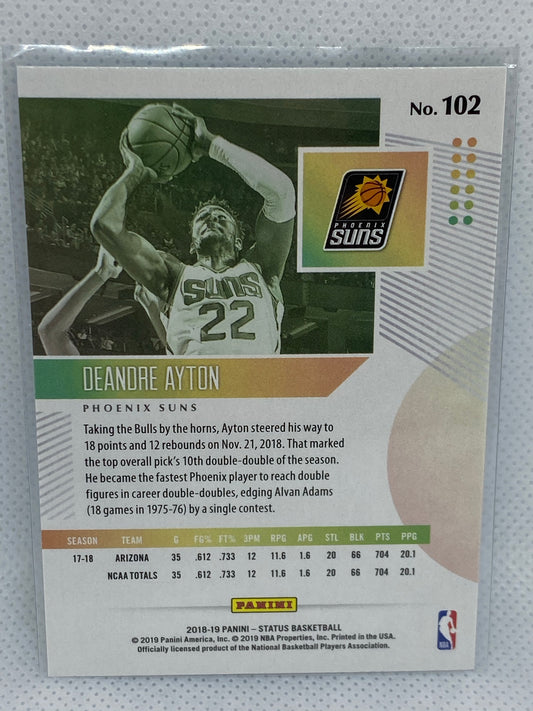 No. 102
PHOENIX
SUNS
SUNS
22
DEANDRE AYTON
PHOENIX SUNS
Taking the Bulls by the horns, Ayton steered his way to
18 points and 12 rebounds on Nov. 21, 2018. That marked
the top overall pick's 10th double-double of the season.
He became the fastest Phoenix player to reach double
figures in career double-doubles, edging Alvan Adams
(18 games in 1975-76) by a single contest.
SEASON TEAM G FG% FT% 3PM RPG APG STL BLK PTS PPG
17-18 ARIZONA 35 .612 .733 12 11.6 1.6 20 66 704 20.1
NCAA TOTALS 35 .612 .733 12 11.6 1.6 20 66 704 20.1
PANINI
2018-19 PANINI – STATUS BASKETBALL
© 2019 Panini America, Inc. © 2019 NBA Properties, Inc. Printed in the USA.
Officially licensed product of the National Basketball Players Association.
NBA